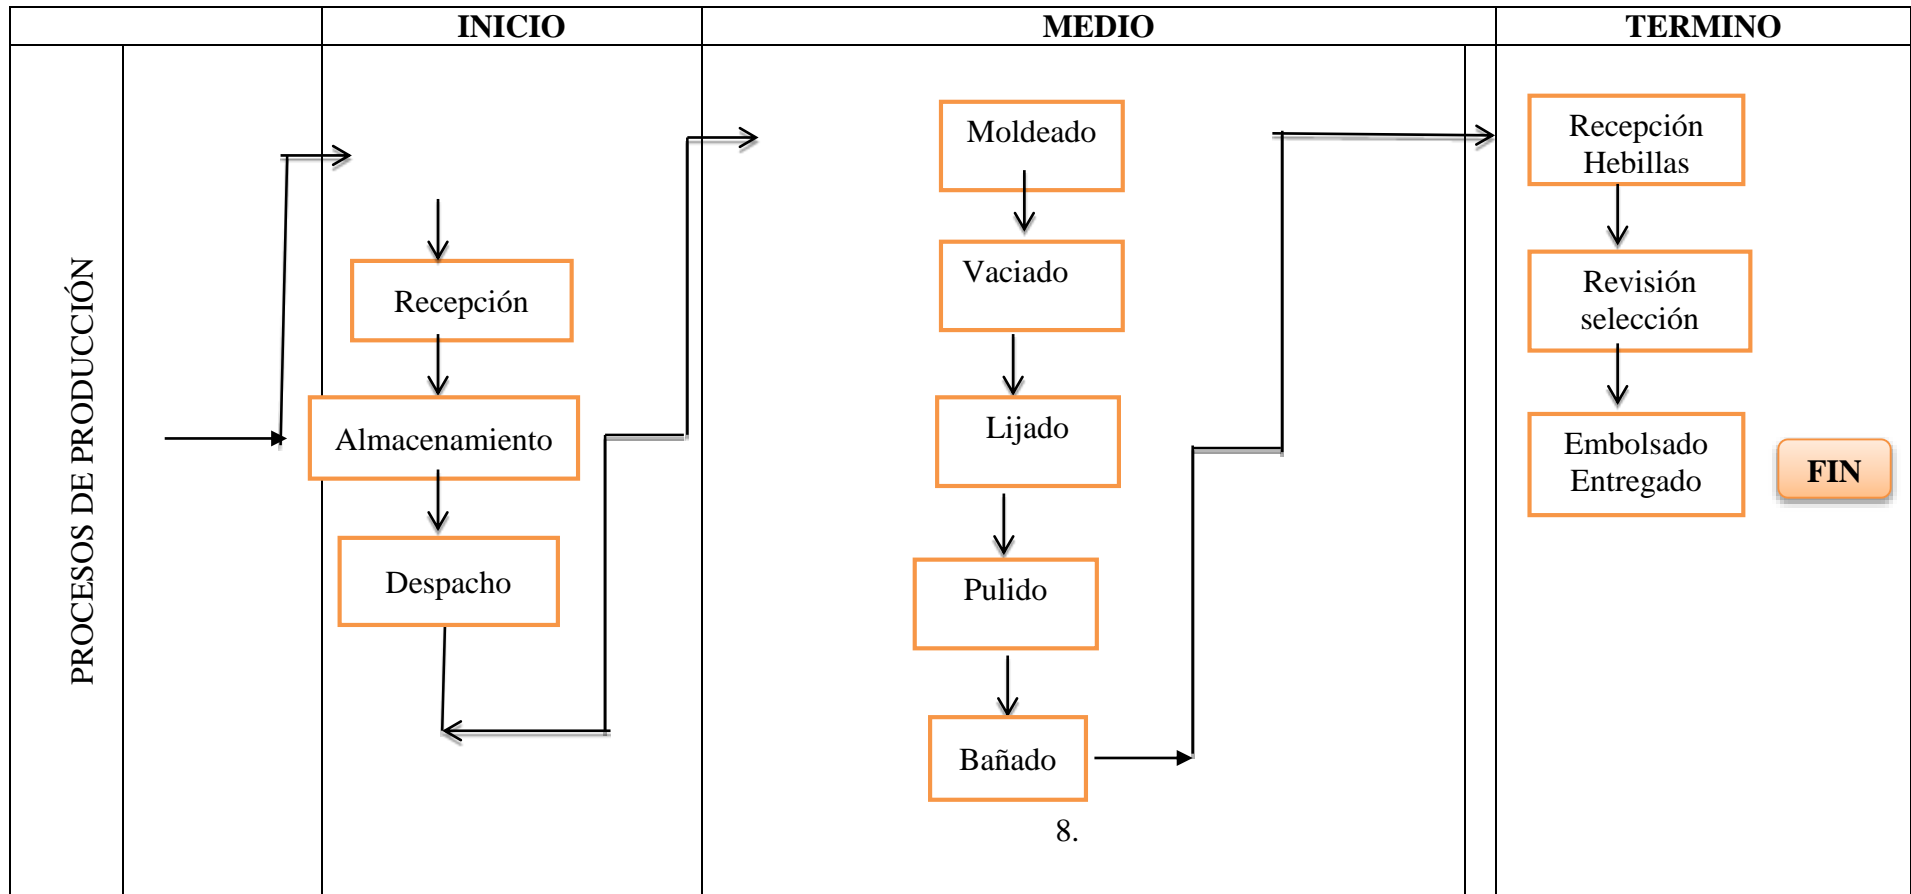 INICIO
MEDIO
TERMINO
PROCESOS DE PRODUCCIÓN
Recepción
Almacenamiento
Despacho
Moldeado
Vaciado
Lijado
Pulido
Bañado
8.
Recepción
Hebillas
Revisión
selección
Embolsado
Entregado
FIN